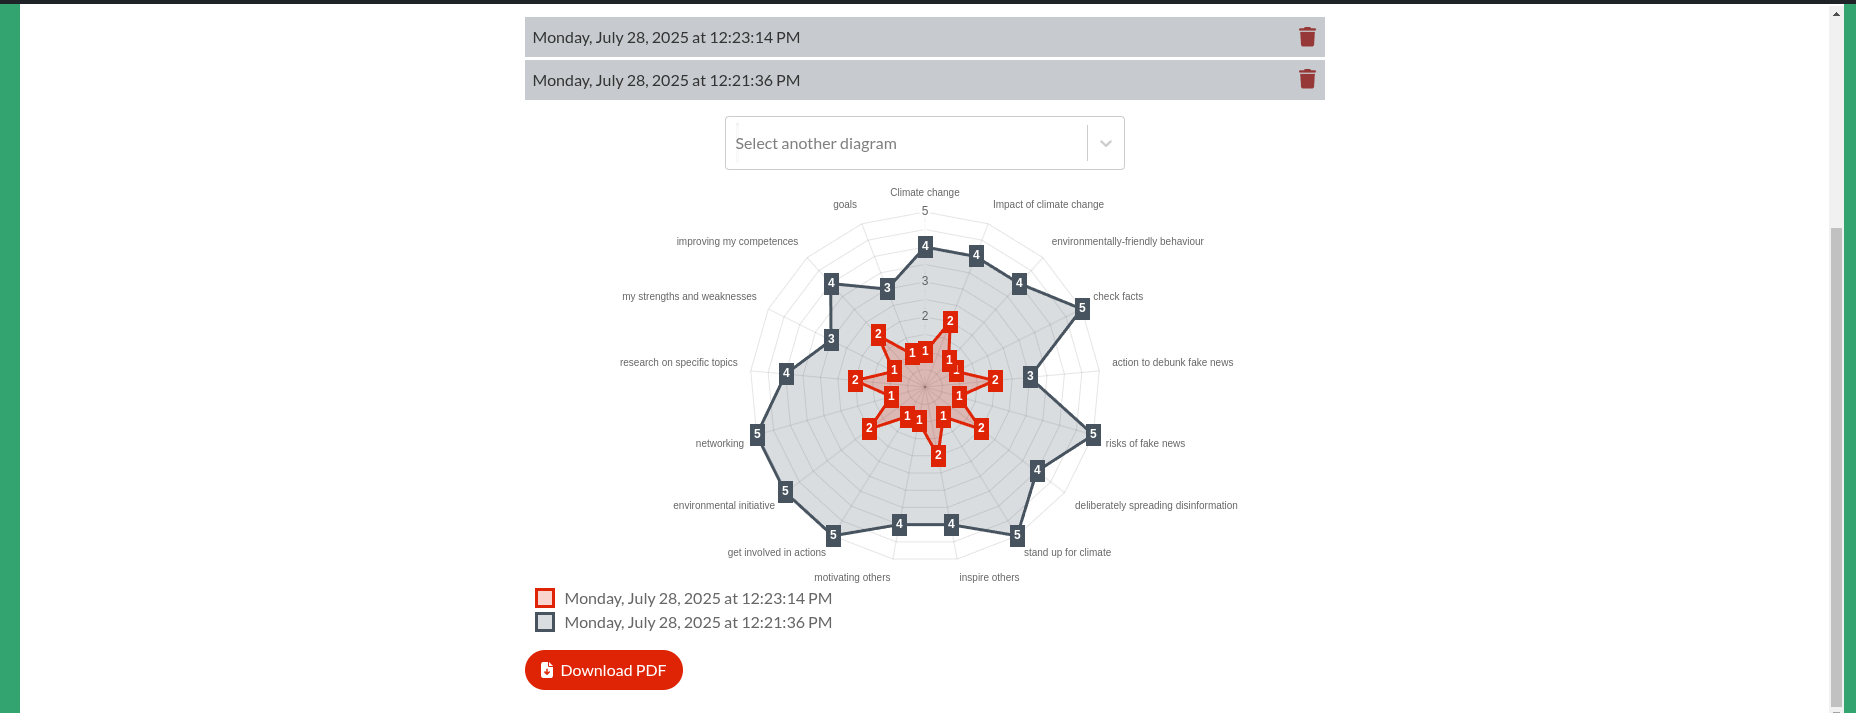 Monday, July 28, 2025 at 12:23:14 PM
Monday, July 28, 2025 at 12:21:36 PM
Select another diagram
Climate change
goals
Impact of climate change
5
improving my competences
environmentally-friendly behaviour
4
4
3
4
3
4
my strengths and weaknesses
check facts
5
2
2
2
3
1
1
1
research on specific topics
action to debunk fake news
4
1
1
3
2
2
1
1
networking
risks of fake news
5
1
1
1
5
2
2
2
4
environmental initiative
deliberately spreading disinformation
5
4
4
5
5
get involved in actions
stand up for climate
motivating others
inspire others
Monday, July 28, 2025 at 12:23:14 PM
Monday, July 28, 2025 at 12:21:36 PM
Download PDF